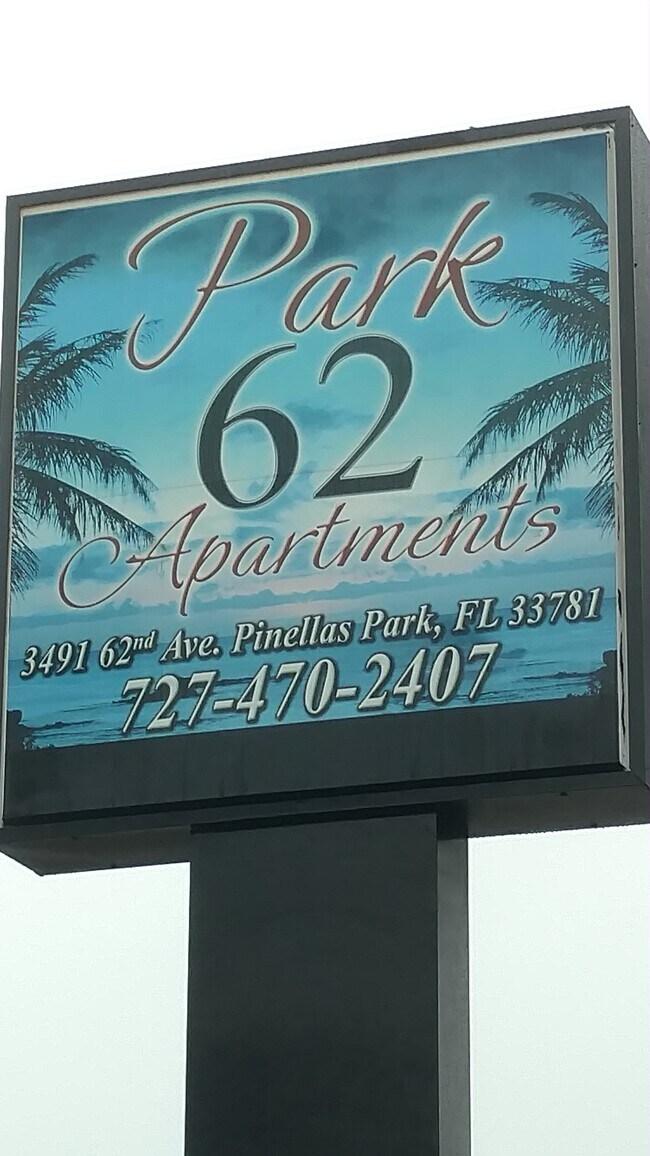 Park
62
Apartments
3491 62nd Ave. Pinellas Park, FL 33781
727-470-2407